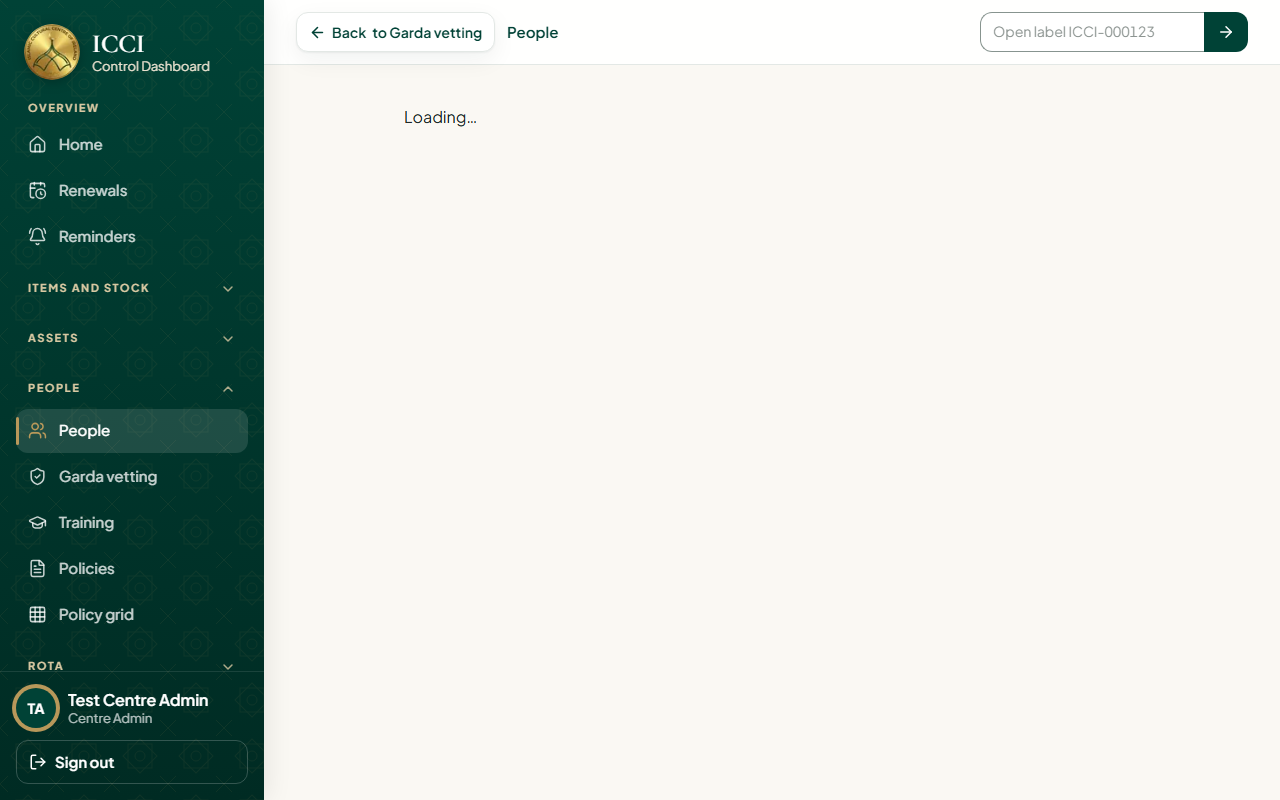 ICCI
Control Dashboard
OVERVIEW
Home
Renewals
Reminders
ITEMS AND STOCK
ASSETS
PEOPLE
People
Garda vetting
Training
Policies
Policy grid
ROTA
TA
Test Centre Admin
Centre Admin
Sign out
Back to Garda vetting
People
Open label ICCI-000123
Loading…